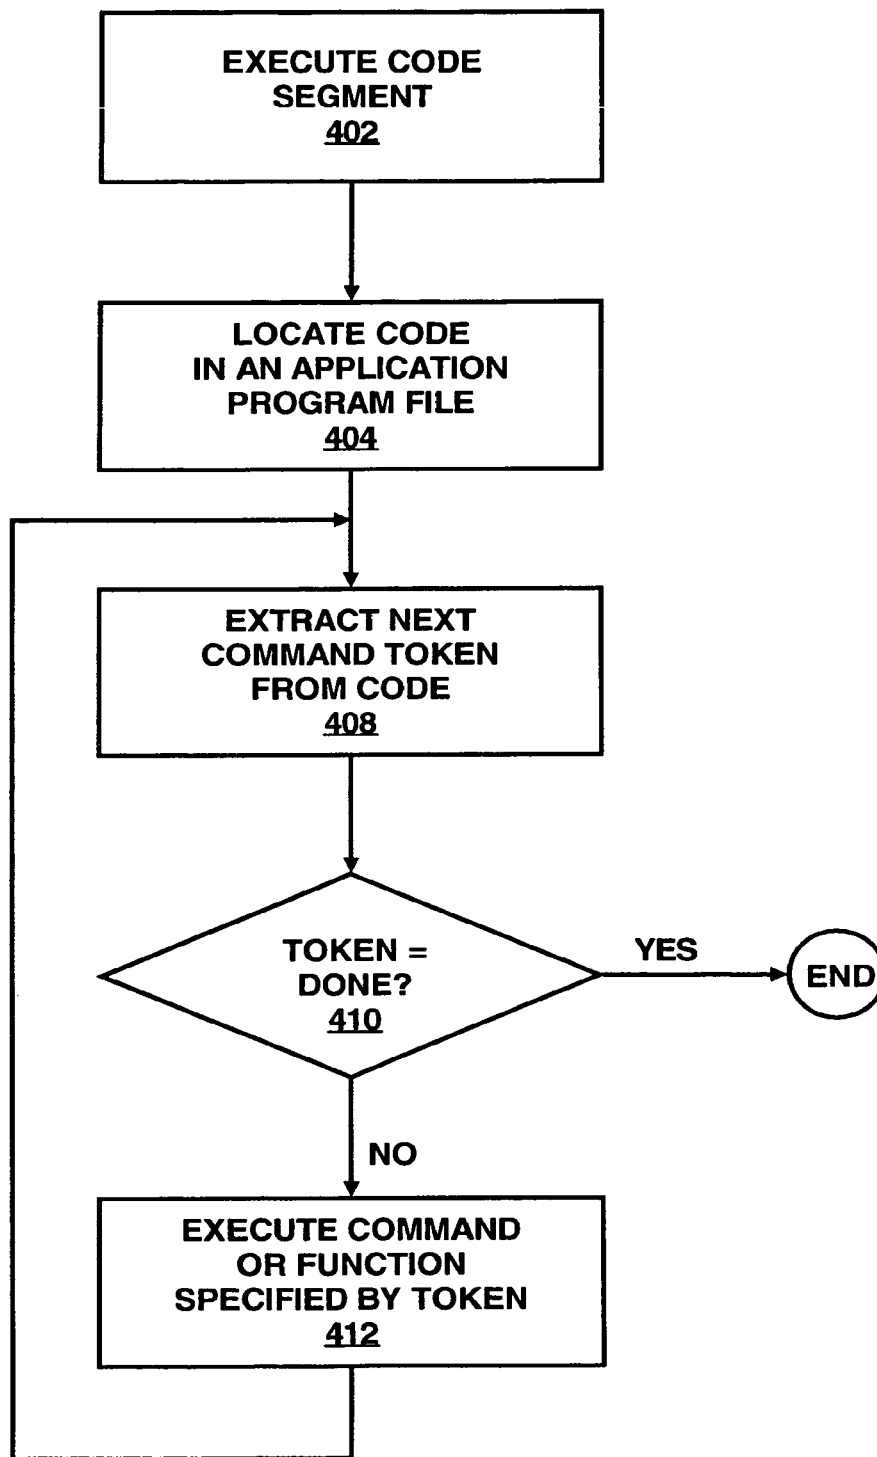 EXECUTE CODE
SEGMENT
402
LOCATE CODE
IN AN APPLICATION
PROGRAM FILE
404
EXTRACT NEXT
COMMAND TOKEN
FROM CODE
408
TOKEN =
DONE?
410
YES
END
NO
EXECUTE COMMAND
OR FUNCTION
SPECIFIED BY TOKEN
412